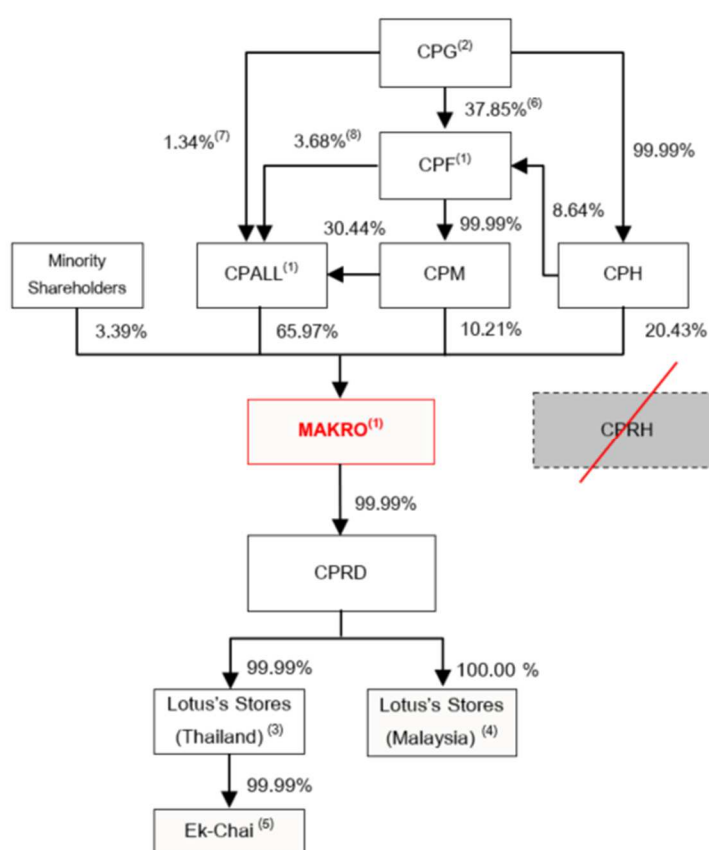 CPG(2)
37.85%(6)
1.34%(7)
3.68%(8)
99.99%
CPF(1)
8.64%
30.44%
99.99%
Minority
Shareholders
CPALL(1)
CPM
CPH
3.39%
65.97%
10.21%
20.43%
MAKRO(1)
CPRH
99.99%
CPRD
99.99%
100.00 %
Lotus's Stores
(Thailand) (3)
Lotus's Stores
(Malaysia) (4)
99.99%
Ek-Chai (5)